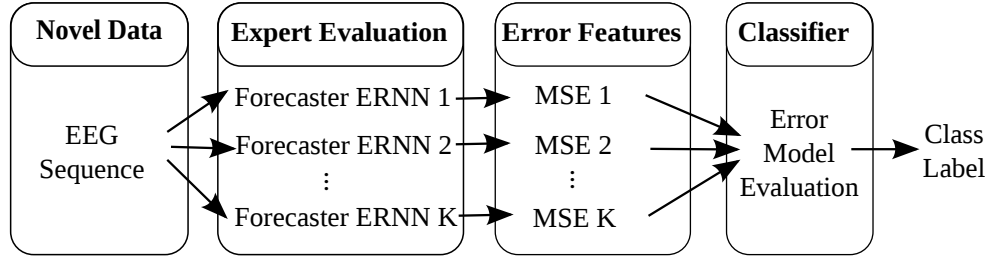 Novel Data
Expert Evaluation
Error Features
Classifier
EEG
Sequence
Forecaster ERNN 1
Forecaster ERNN 2
⋮
Forecaster ERNN K
MSE 1
MSE 2
⋮
MSE K
Error
Model
Evaluation
Class
Label